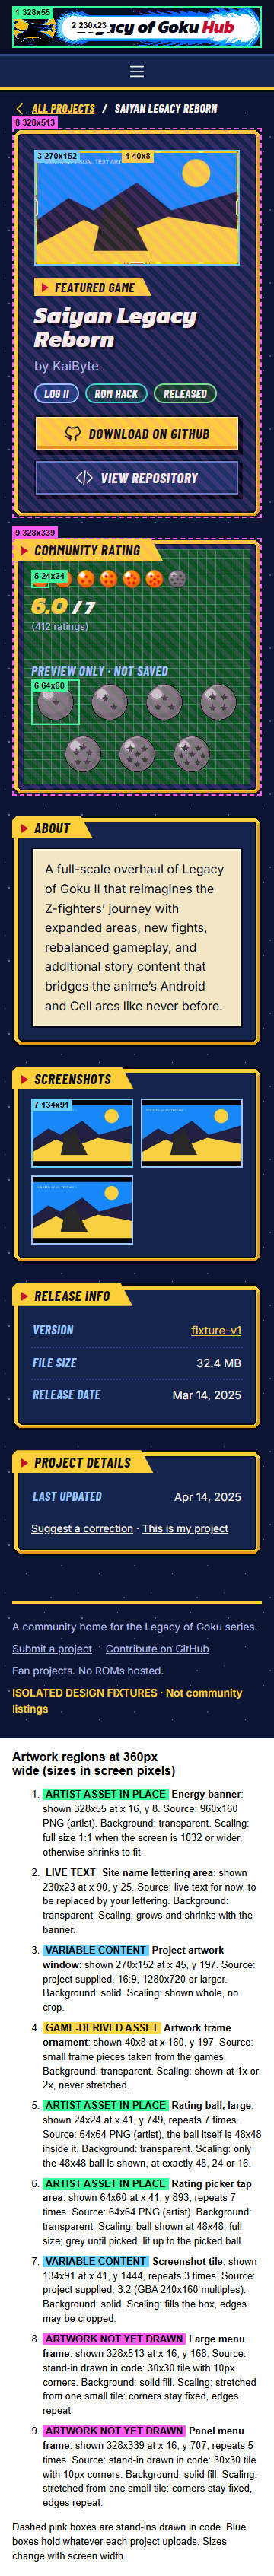 1 328x55
2 230x23
Legacy of Goku Hub
ALL PROJECTS / SAIYAN LEGACY REBORN
8 328x513
3 270x152
4 40x8
FEATURED GAME
Saiyan Legacy
Reborn
by KaiByte
LOG II
ROM HACK
RELEASED
DOWNLOAD ON GITHUB
VIEW REPOSITORY
9 328x339
COMMUNITY RATING
5 24x24
6.0 / 7
(412 ratings)
PREVIEW ONLY · NOT SAVED
6 64x60
ABOUT
A full-scale overhaul of Legacy
of Goku II that reimagines the
Z-fighters’ journey with
expanded areas, new fights,
rebalanced gameplay, and
additional story content that
bridges the anime’s Android
and Cell arcs like never before.
SCREENSHOTS
7 134x91
RELEASE INFO
VERSION fixture-v1
FILE SIZE 32.4 MB
RELEASE DATE Mar 14, 2025
PROJECT DETAILS
LAST UPDATED Apr 14, 2025
Suggest a correction · This is my project
A community home for the Legacy of Goku series.
Submit a project Contribute on GitHub
Fan projects. No ROMs hosted.
ISOLATED DESIGN FIXTURES · Not community
listings
Artwork regions at 360px
wide (sizes in screen pixels)
1. ARTIST ASSET IN PLACE Energy banner:
shown 328x55 at x 16, y 8. Source: 960x160
PNG (artist). Background: transparent. Scaling:
full size 1:1 when the screen is 1032 or wider,
otherwise shrinks to fit.
2. LIVE TEXT Site name lettering area: shown
230x23 at x 90, y 25. Source: live text for now, to
be replaced by your lettering. Background:
transparent. Scaling: grows and shrinks with the
banner.
3. VARIABLE CONTENT Project artwork
window: shown 270x152 at x 45, y 197. Source:
project supplied, 16:9, 1280x720 or larger.
Background: solid. Scaling: shown whole, no
crop.
4. GAME-DERIVED ASSET Artwork frame
ornament: shown 40x8 at x 160, y 197. Source:
small frame pieces taken from the games.
Background: transparent. Scaling: shown at 1x or
2x, never stretched.
5. ARTIST ASSET IN PLACE Rating ball, large:
shown 24x24 at x 41, y 749, repeats 7 times.
Source: 64x64 PNG (artist), the ball itself is 48x48
inside it. Background: transparent. Scaling: only
the 48x48 ball is shown, at exactly 48, 24 or 16.
6. ARTIST ASSET IN PLACE Rating picker tap
area: shown 64x60 at x 41, y 893, repeats 7
times. Source: 64x64 PNG (artist). Background:
transparent. Scaling: ball shown at 48x48, full
size; grey until picked, lit up to the picked ball.
7. VARIABLE CONTENT Screenshot tile: shown
134x91 at x 41, y 1444, repeats 3 times. Source:
project supplied, 3:2 (GBA 240x160 multiples).
Background: solid. Scaling: fills the box, edges
may be cropped.
8. ARTWORK NOT YET DRAWN Large menu
frame: shown 328x513 at x 16, y 168. Source:
stand-in drawn in code: 30x30 tile with 10px
corners. Background: solid fill. Scaling: stretched
from one small tile: corners stay fixed, edges
repeat.
9. ARTWORK NOT YET DRAWN Panel menu
frame: shown 328x339 at x 16, y 707, repeats 5
times. Source: stand-in drawn in code: 30x30 tile
with 10px corners. Background: solid fill. Scaling:
stretched from one small tile: corners stay fixed,
edges repeat.
Dashed pink boxes are stand-ins drawn in code. Blue
boxes hold whatever each project uploads. Sizes
change with screen width.